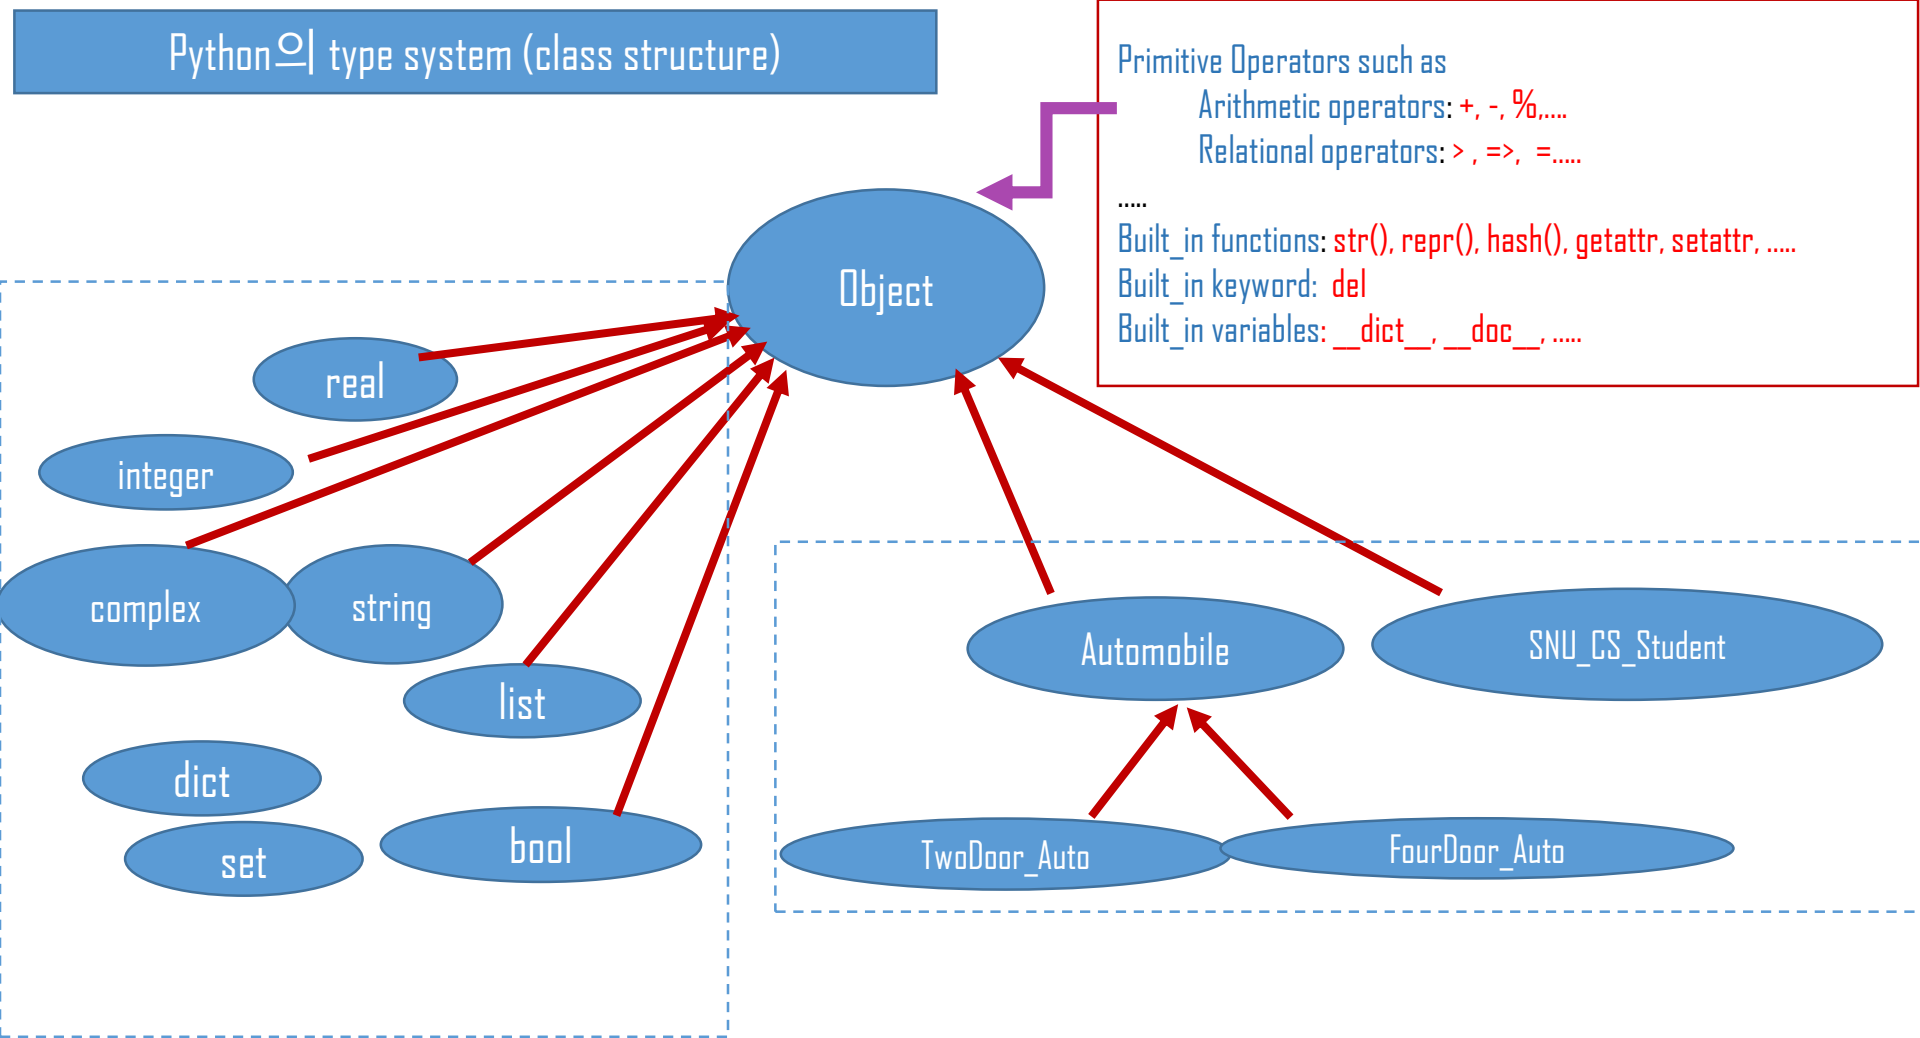 Python의 type system (class structure)
Primitive Operators such as
Arithmetic operators: +, -, %,....
Relational operators: > , =>,  =.....
.....
Built_in functions: str(), repr(), hash(), getattr, setattr, .....
Built_in keyword:  del
Built_in variables: __dict__, __doc__, .....
Object
real
integer
complex
string
list
dict
set
bool
Automobile
SNU_CS_Student
TwoDoor_Auto
FourDoor_Auto